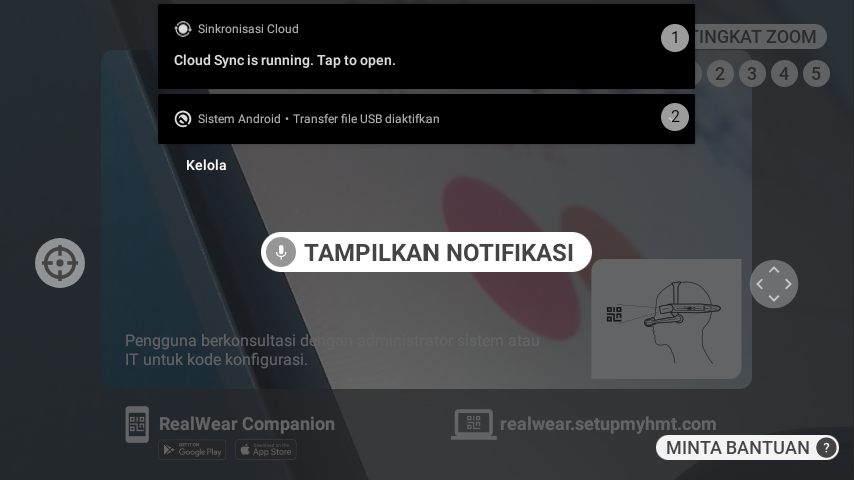 Sinkronisasi Cloud
Cloud Sync is running. Tap to open.
1
TINGKAT ZOOM
2 3 4 5
Sistem Android • Transfer file USB diaktifkan
2
Kelola
TAMPILKAN NOTIFIKASI
Pengguna berkonsultasi dengan administrator sistem atau
IT untuk kode konfigurasi.
RealWear Companion
realwear.setupmyhmt.com
GET IT ON
Google Play
Download on the
App Store
MINTA BANTUAN ?